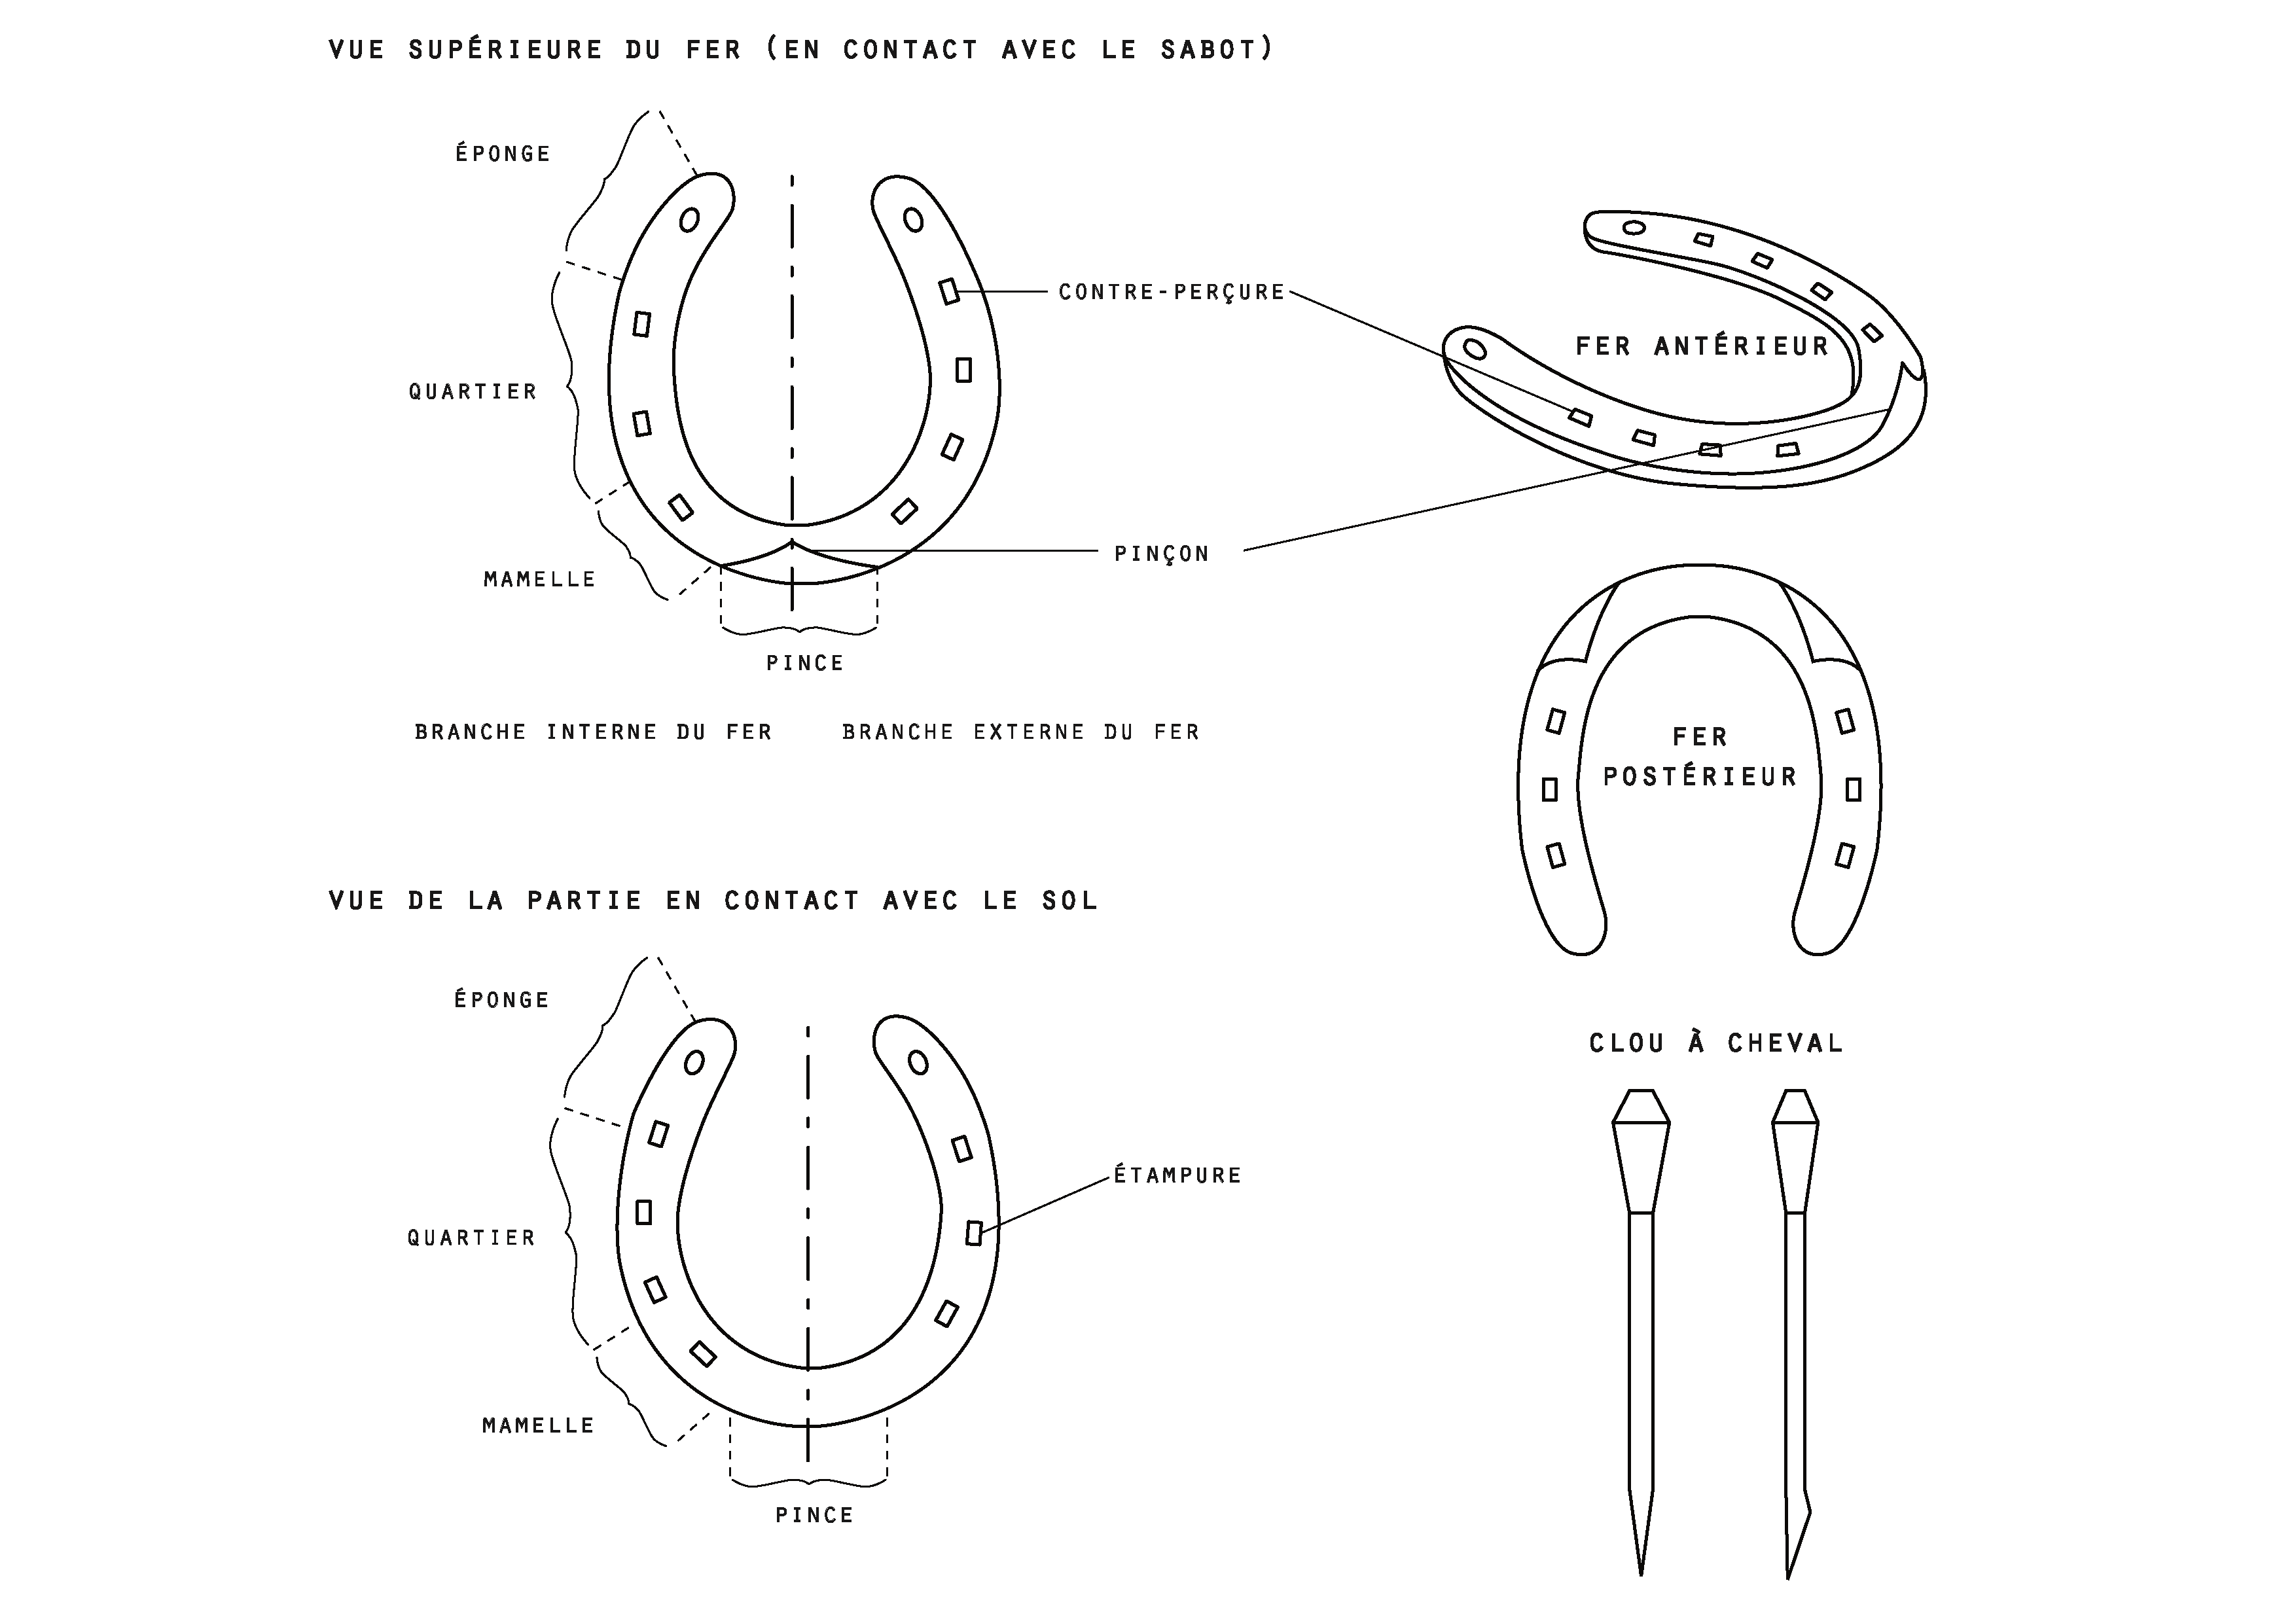 VUE SUPÉRIEURE DU FER (EN CONTACT AVEC LE SABOT)
ÉPONGE
CONTRE-PERÇURE
FER ANTÉRIEUR
QUARTIER
PINÇON
MAMELLE
PINCE
BRANCHE INTERNE DU FER
BRANCHE EXTERNE DU FER
FER
POSTÉRIEUR
VUE DE LA PARTIE EN CONTACT AVEC LE SOL
ÉPONGE
CLOU À CHEVAL
ÉTAMPURE
QUARTIER
MAMELLE
PINCE